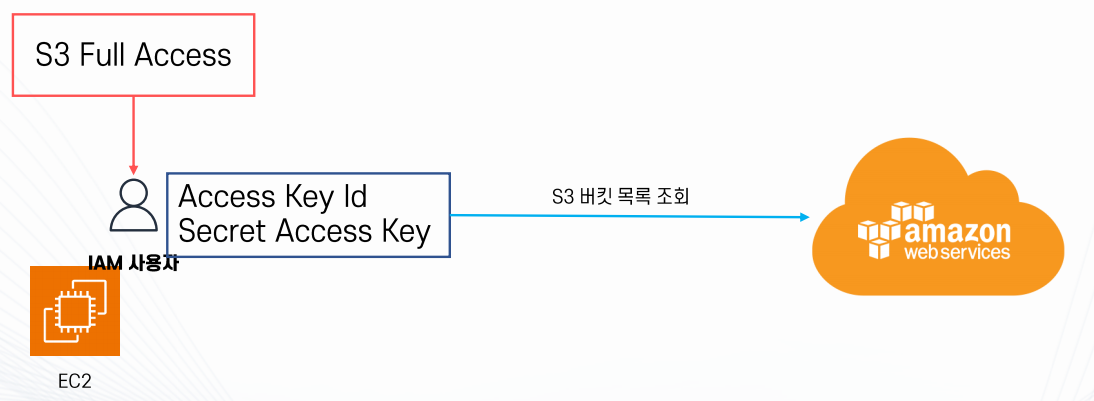 S3 Full Access
Access Key Id
Secret Access Key
S3 버킷 목록 조회
amazon
web services
IAM 사용자
EC2